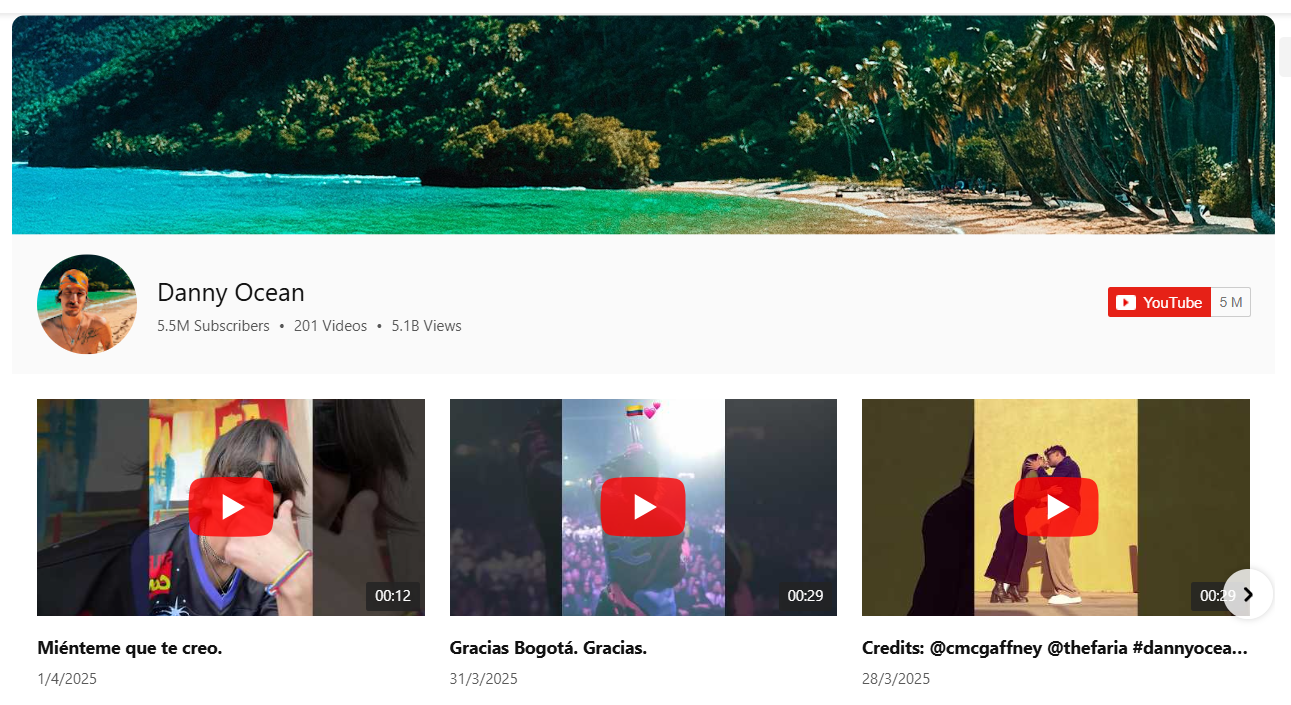 Danny Ocean
5.5M Subscribers • 201 Videos • 5.1B Views
YouTube 5 M
00:12
00:29
00:29
Miénteme que te creo.
Gracias Bogotá. Gracias.
Credits: @cmcgaffney @thefaria #dannyocea...
1/4/2025
31/3/2025
28/3/2025